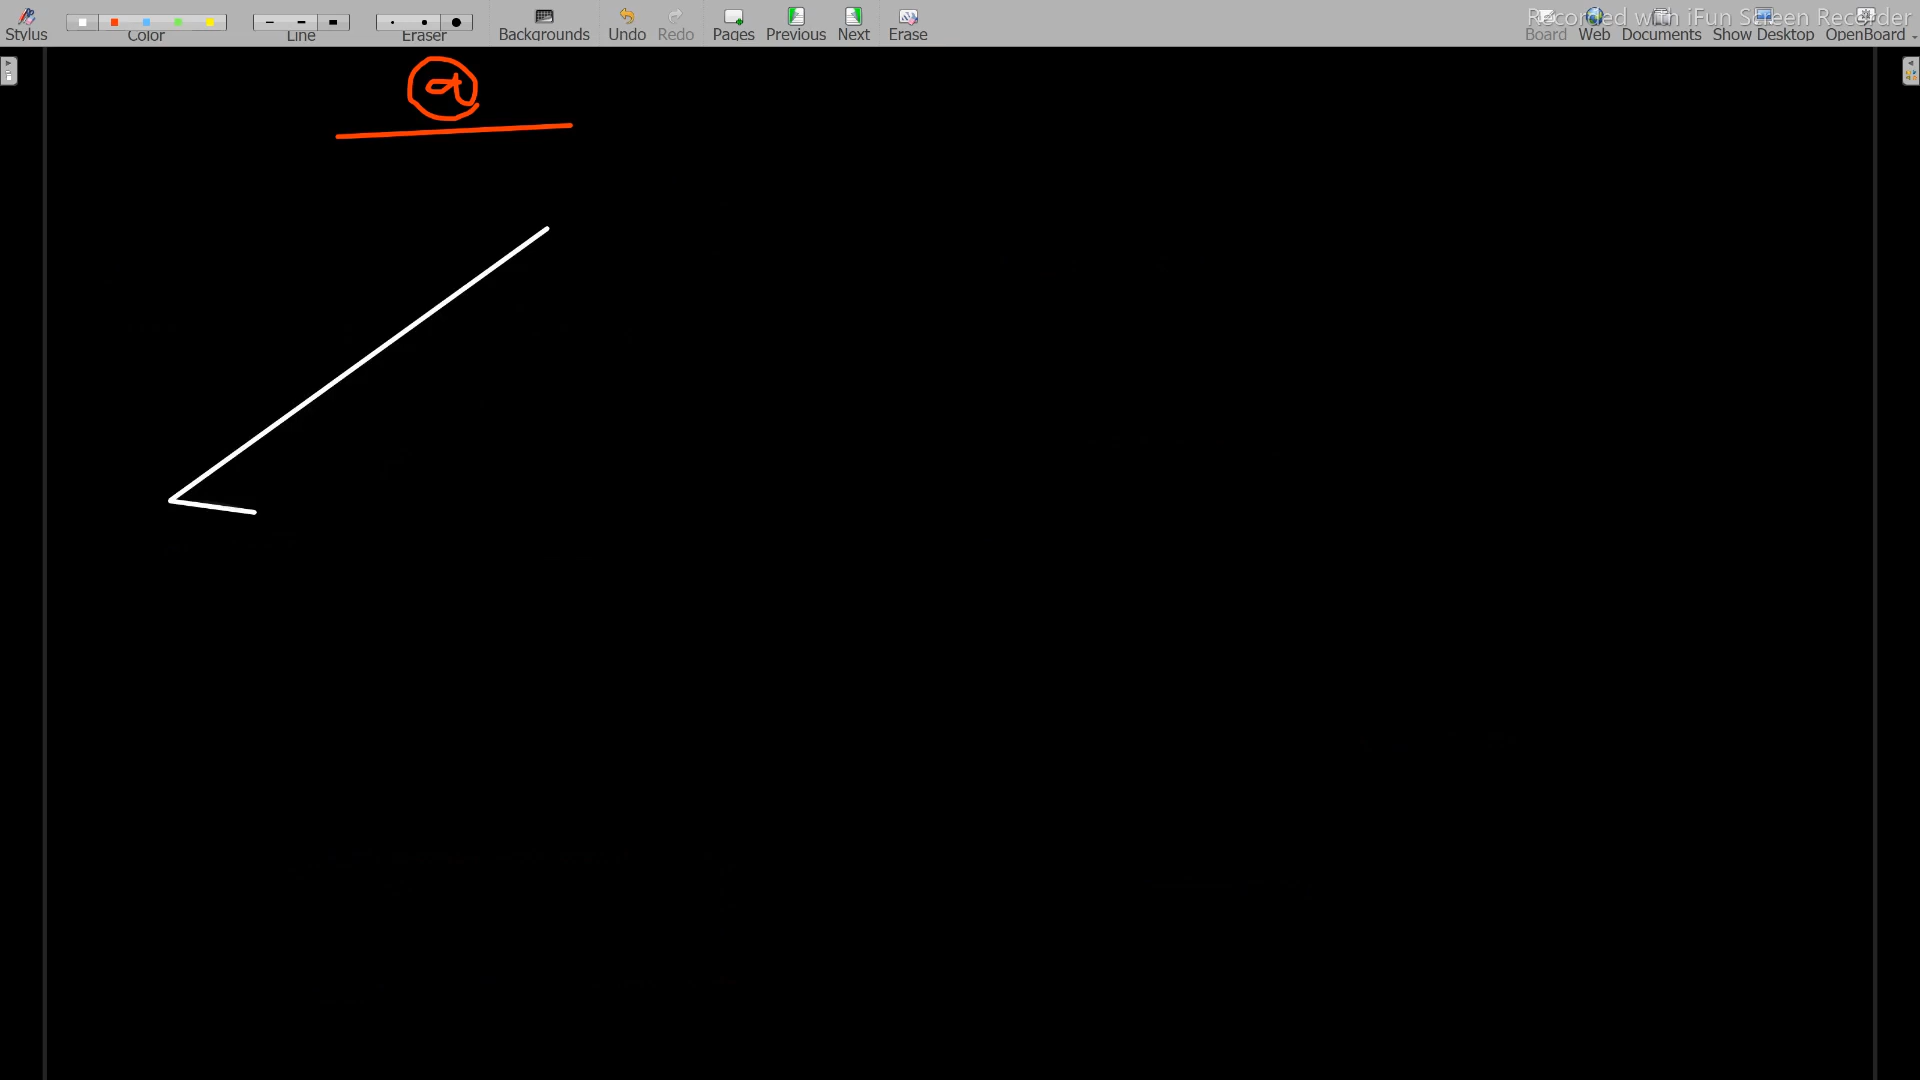 Recorded with iFun Screen Recorder
Stylus Color Line Eraser Backgrounds Undo Redo Pages Previous Next Erase Board Web Documents Show Desktop OpenBoard